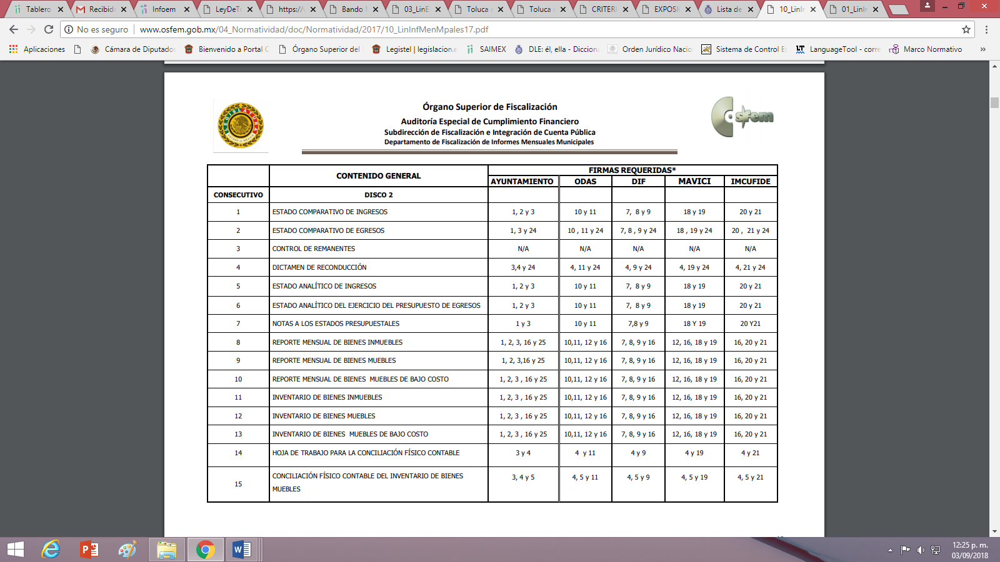 Tablero
Recibido
Infoem
LeyDeTr
https://v
Bando M
03_LinE
Toluca d
Toluca d
CRITERI
EXPOSI
Lista de
10_LinIn
01_LinIn
No es seguro
www.osfem.gob.mx/04_Normatividad/doc/Normatividad/2017/10_LinInfMenMpales17.pdf
Aplicaciones
Cámara de Diputados
Bienvenido a Portal C
Órgano Superior del
Legistel | legislacion.e
SAIMEX
DLE: él, ella - Diccion
Orden Jurídico Nacio
Sistema de Control E
LT LanguageTool - corre
Marco Normativo
»
LEGISLATURA
Órgano Superior de Fiscalización
Auditoría Especial de Cumplimiento Financiero
Subdirección de Fiscalización e Integración de Cuenta Pública
Departamento de Fiscalización de Informes Mensuales Municipales
osfem
CONTENIDO GENERAL FIRMAS REQUERIDAS*
AYUNTAMIENTO ODAS DIF MAVICI IMCUFIDE
CONSECUTIVO DISCO 2
1 ESTADO COMPARATIVO DE INGRESOS 1, 2 y 3 10 y 11 7, 8 y 9 18 y 19 20 y 21
2 ESTADO COMPARATIVO DE EGRESOS 1, 3 y 24 10 , 11 y 24 7, 8 , 9 y 24 18 , 19 y 24 20 , 21 y 24
3 CONTROL DE REMANENTES N/A N/A N/A N/A N/A
4 DICTAMEN DE RECONDUCCIÓN 3,4 y 24 4, 11 y 24 4, 9 y 24 4, 19 y 24 4, 21 y 24
5 ESTADO ANALÍTICO DE INGRESOS 1, 2 y 3 10 y 11 7, 8 y 9 18 y 19 20 y 21
6 ESTADO ANALÍTICO DEL EJERCICIO DEL PRESUPUESTO DE EGRESOS 1, 2 y 3 10 y 11 7, 8 y 9 18 y 19 20 y 21
7 NOTAS A LOS ESTADOS PRESUPUESTALES 1 y 3 10 y 11 7,8 y 9 18 Y 19 20 Y21
8 REPORTE MENSUAL DE BIENES INMUEBLES 1, 2, 3, 16 y 25 10,11, 12 y 16 7, 8, 9 y 16 12, 16, 18 y 19 16, 20 y 21
9 REPORTE MENSUAL DE BIENES MUEBLES 1, 2, 3,16 y 25 10,11, 12 y 16 7, 8, 9 y 16 12, 16, 18 y 19 16, 20 y 21
10 REPORTE MENSUAL DE BIENES MUEBLES DE BAJO COSTO 1, 2, 3 , 16 y 25 10,11, 12 y 16 7, 8, 9 y 16 12, 16, 18 y 19 16, 20 y 21
11 INVENTARIO DE BIENES INMUEBLES 1, 2, 3 , 16 y 25 10,11, 12 y 16 7, 8, 9 y 16 12, 16, 18 y 19 16, 20 y 21
12 INVENTARIO DE BIENES MUEBLES 1, 2, 3 , 16 y 25 10,11, 12 y 16 7, 8, 9 y 16 12, 16, 18 y 19 16, 20 y 21
13 INVENTARIO DE BIENES MUEBLES DE BAJO COSTO 1, 2, 3 , 16 y 25 10,11, 12 y 16 7, 8, 9 y 16 12, 16, 18 y 19 16, 20 y 21
14 HOJA DE TRABAJO PARA LA CONCILIACIÓN FÍSICO CONTABLE 3 y 4 4 y 11 4 y 9 4 y 19 4 y 21
15 CONCILIACIÓN FÍSICO CONTABLE DEL INVENTARIO DE BIENES MUEBLES 3, 4 y 5 4, 5 y 11 4, 5 y 9 4, 5 y 19 4, 5 y 21
12:25 p. m.
03/09/2018